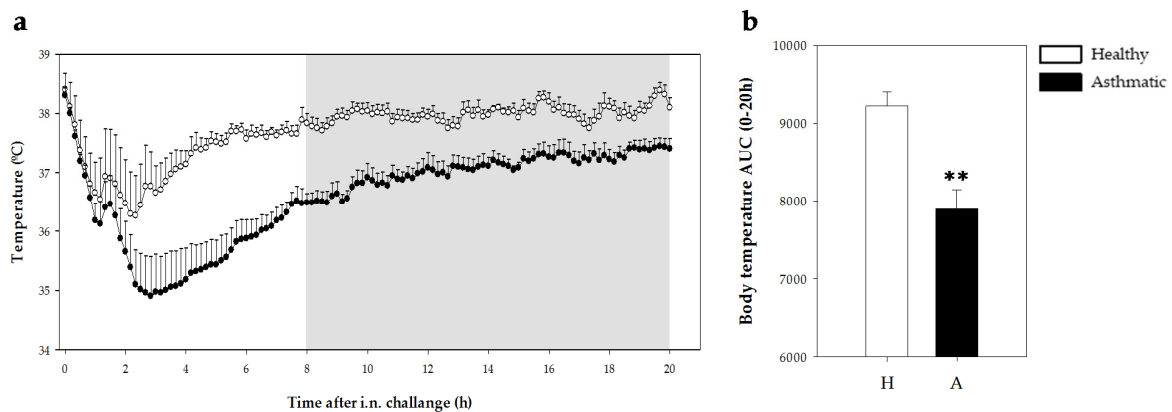 a
Temperature (ºC)
39
38
37
36
35
34
0 2 4 6 8 10 12 14 16 18 20
Time after i.n. challange (h)
b
Body temperature AUC (0-20h)
10000
9000
8000
7000
6000
**
H A
Healthy
Asthmatic